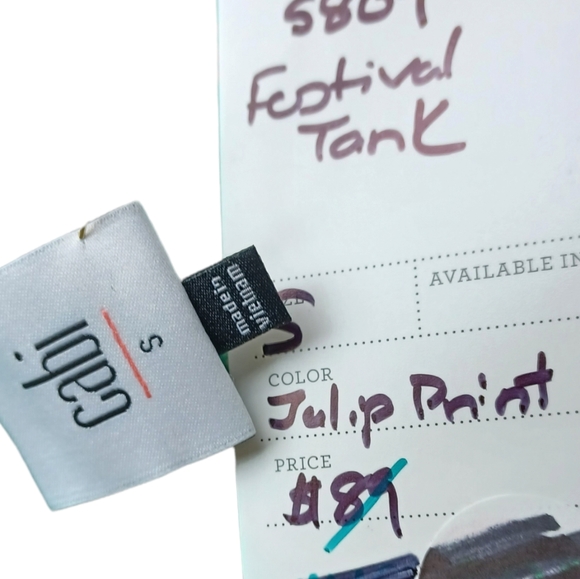 5801
Festival
Tank
AVAILABLE IN
S
COLOR
Julip Print
PRICE
$89
cabi
S
made in
vietnam